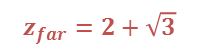 z_far = 2 + √3